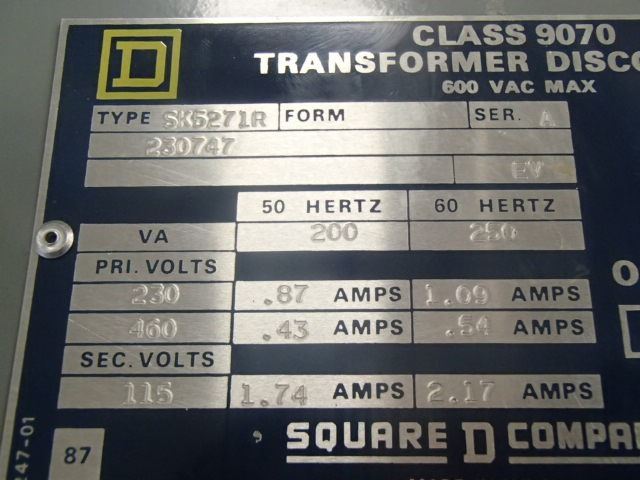 D
CLASS 9070
TRANSFORMER DISCO
600 VAC MAX
TYPE SK5271R FORM SER. A
230747
EV
50 HERTZ 60 HERTZ
VA 200 250
PRI. VOLTS
230 .87 AMPS 1.09 AMPS
460 .43 AMPS .54 AMPS
SEC. VOLTS
115 1.74 AMPS 2.17 AMPS
O
SQUARE D COMPA
87
247-01